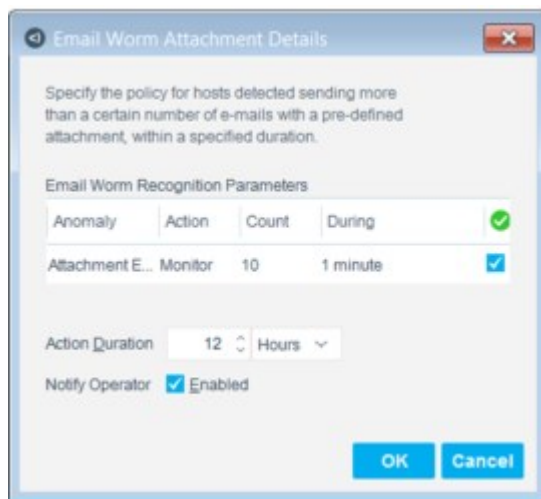 Email Worm Attachment Details
Specify the policy for hosts detected sending more
than a certain number of e-mails with a pre-defined
attachment, within a specified duration.
Email Worm Recognition Parameters
Anomaly Action Count During
Attachment E... Monitor 10 1 minute
Action Duration 12 Hours
Notify Operator Enabled
OK Cancel